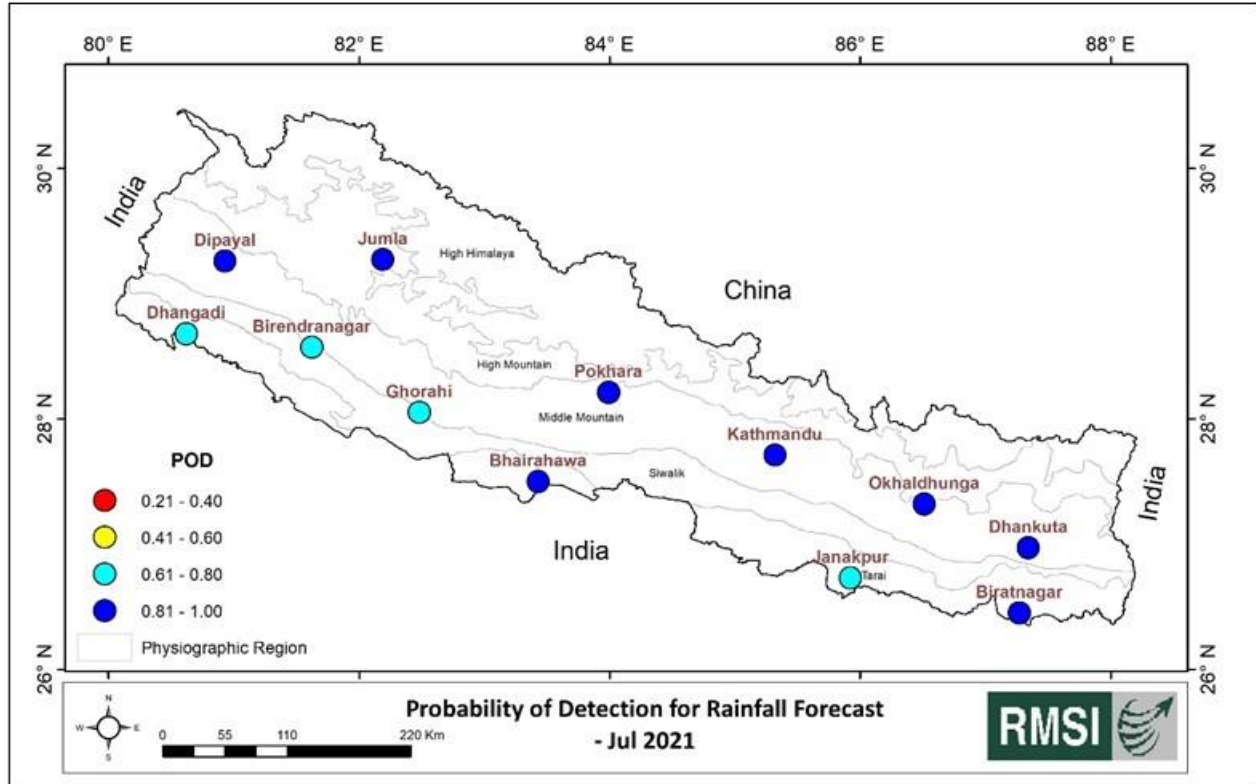 80° E
82° E
84° E
86° E
88° E
30° N
30° N
India
Dipayal
Jumla
High Himalaya
China
Dhangadi
Birendranagar
High Mountain
Pokhara
Ghorahi
Middle Mountain
28° N
28° N
Kathmandu
Bhairahawa
Siwalik
Okhaldhunga
India
Dhankuta
India
Janakpur
Tarai
Biratnagar
POD
0.21 - 0.40
0.41 - 0.60
0.61 - 0.80
0.81 - 1.00
Physiographic Region
26° N
26° N
N
W
E
S
0 55 110 220 Km
Probability of Detection for Rainfall Forecast
- Jul 2021
RMSI